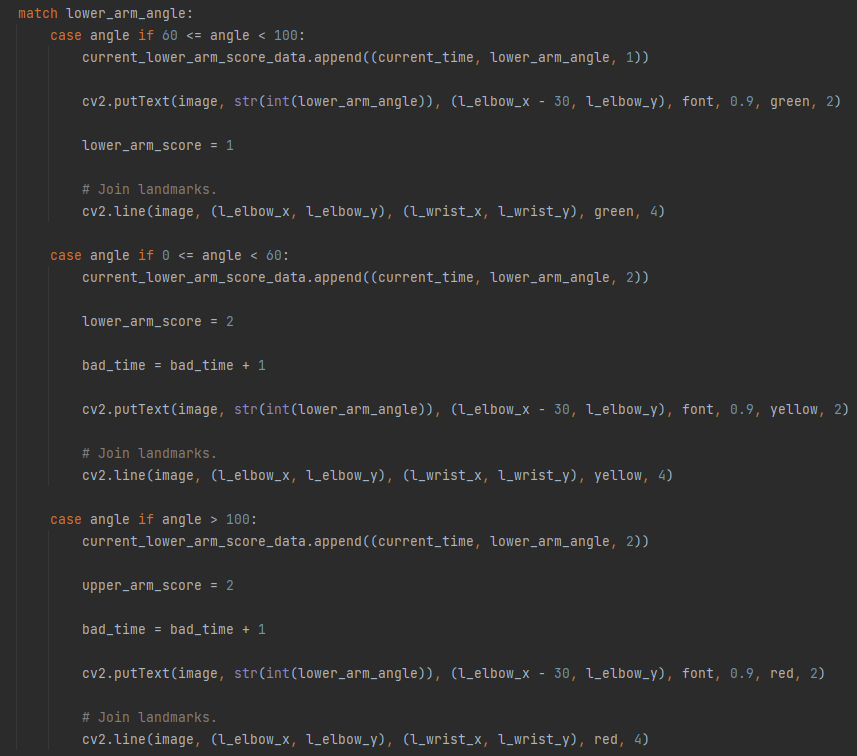 match lower_arm_angle:
case angle if 60 <= angle < 100:
current_lower_arm_score_data.append((current_time, lower_arm_angle, 1))
cv2.putText(image, str(int(lower_arm_angle)), (l_elbow_x - 30, l_elbow_y), font, 0.9, green, 2)
lower_arm_score = 1
# Join landmarks.
cv2.line(image, (l_elbow_x, l_elbow_y), (l_wrist_x, l_wrist_y), green, 4)
case angle if 0 <= angle < 60:
current_lower_arm_score_data.append((current_time, lower_arm_angle, 2))
lower_arm_score = 2
bad_time = bad_time + 1
cv2.putText(image, str(int(lower_arm_angle)), (l_elbow_x - 30, l_elbow_y), font, 0.9, yellow, 2)
# Join landmarks.
cv2.line(image, (l_elbow_x, l_elbow_y), (l_wrist_x, l_wrist_y), yellow, 4)
case angle if angle > 100:
current_lower_arm_score_data.append((current_time, lower_arm_angle, 2))
upper_arm_score = 2
bad_time = bad_time + 1
cv2.putText(image, str(int(lower_arm_angle)), (l_elbow_x - 30, l_elbow_y), font, 0.9, red, 2)
# Join landmarks.
cv2.line(image, (l_elbow_x, l_elbow_y), (l_wrist_x, l_wrist_y), red, 4)